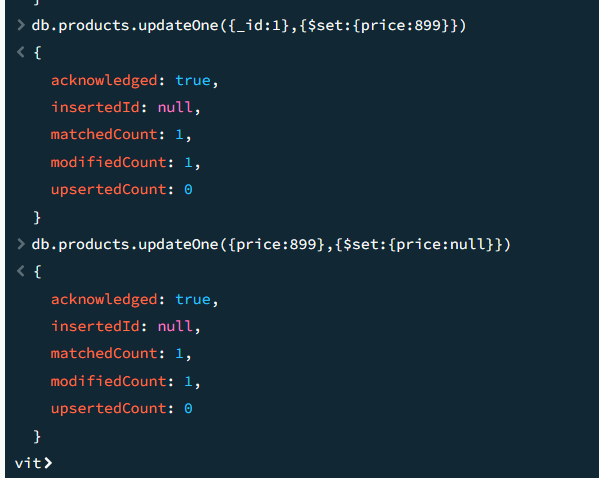 }
> db.products.updateOne({_id:1},{$set:{price:899}})
< {
acknowledged: true,
insertedId: null,
matchedCount: 1,
modifiedCount: 1,
upsertedCount: 0
}
> db.products.updateOne({price:899},{$set:{price:null}})
< {
acknowledged: true,
insertedId: null,
matchedCount: 1,
modifiedCount: 1,
upsertedCount: 0
}
vit>